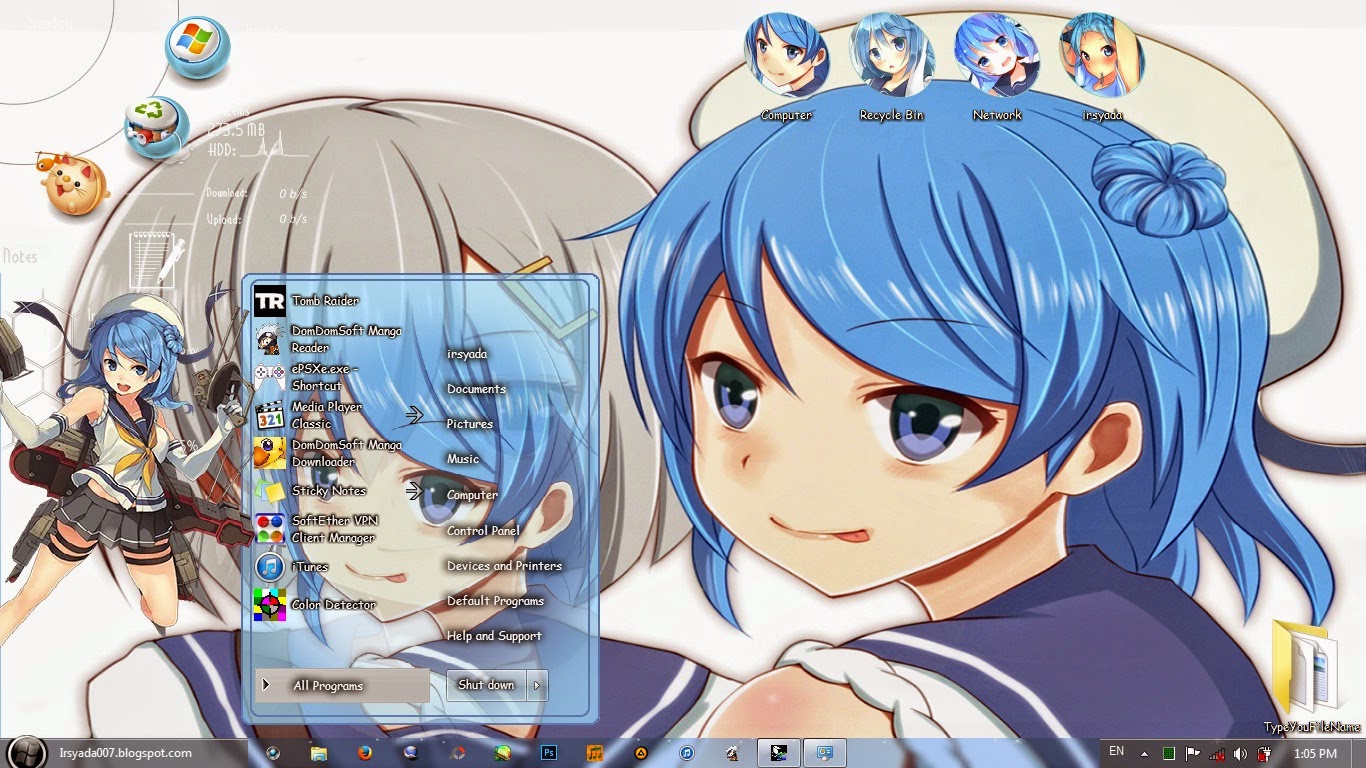 Sunday
Computer
Recycle Bin
Network
irsyada
273.5 MB
HDD:
Download: 0 b/s
Upload: 0 b/s
Notes
TR
Tomb Raider
DomDomSoft Manga
Reader
ePSXe.exe -
Shortcut
Media Player
Classic
321
DomDomSoft Manga
Downloader
Sticky Notes
SoftEther VPN
Client Manager
iTunes
Color Detector
All Programs
irsyada
Documents
Pictures
Music
Computer
Control Panel
Devices and Printers
Default Programs
Help and Support
Shut down
TypeYouFileName
Irsyada007.blogspot.com
Ps
EN
1:05 PM